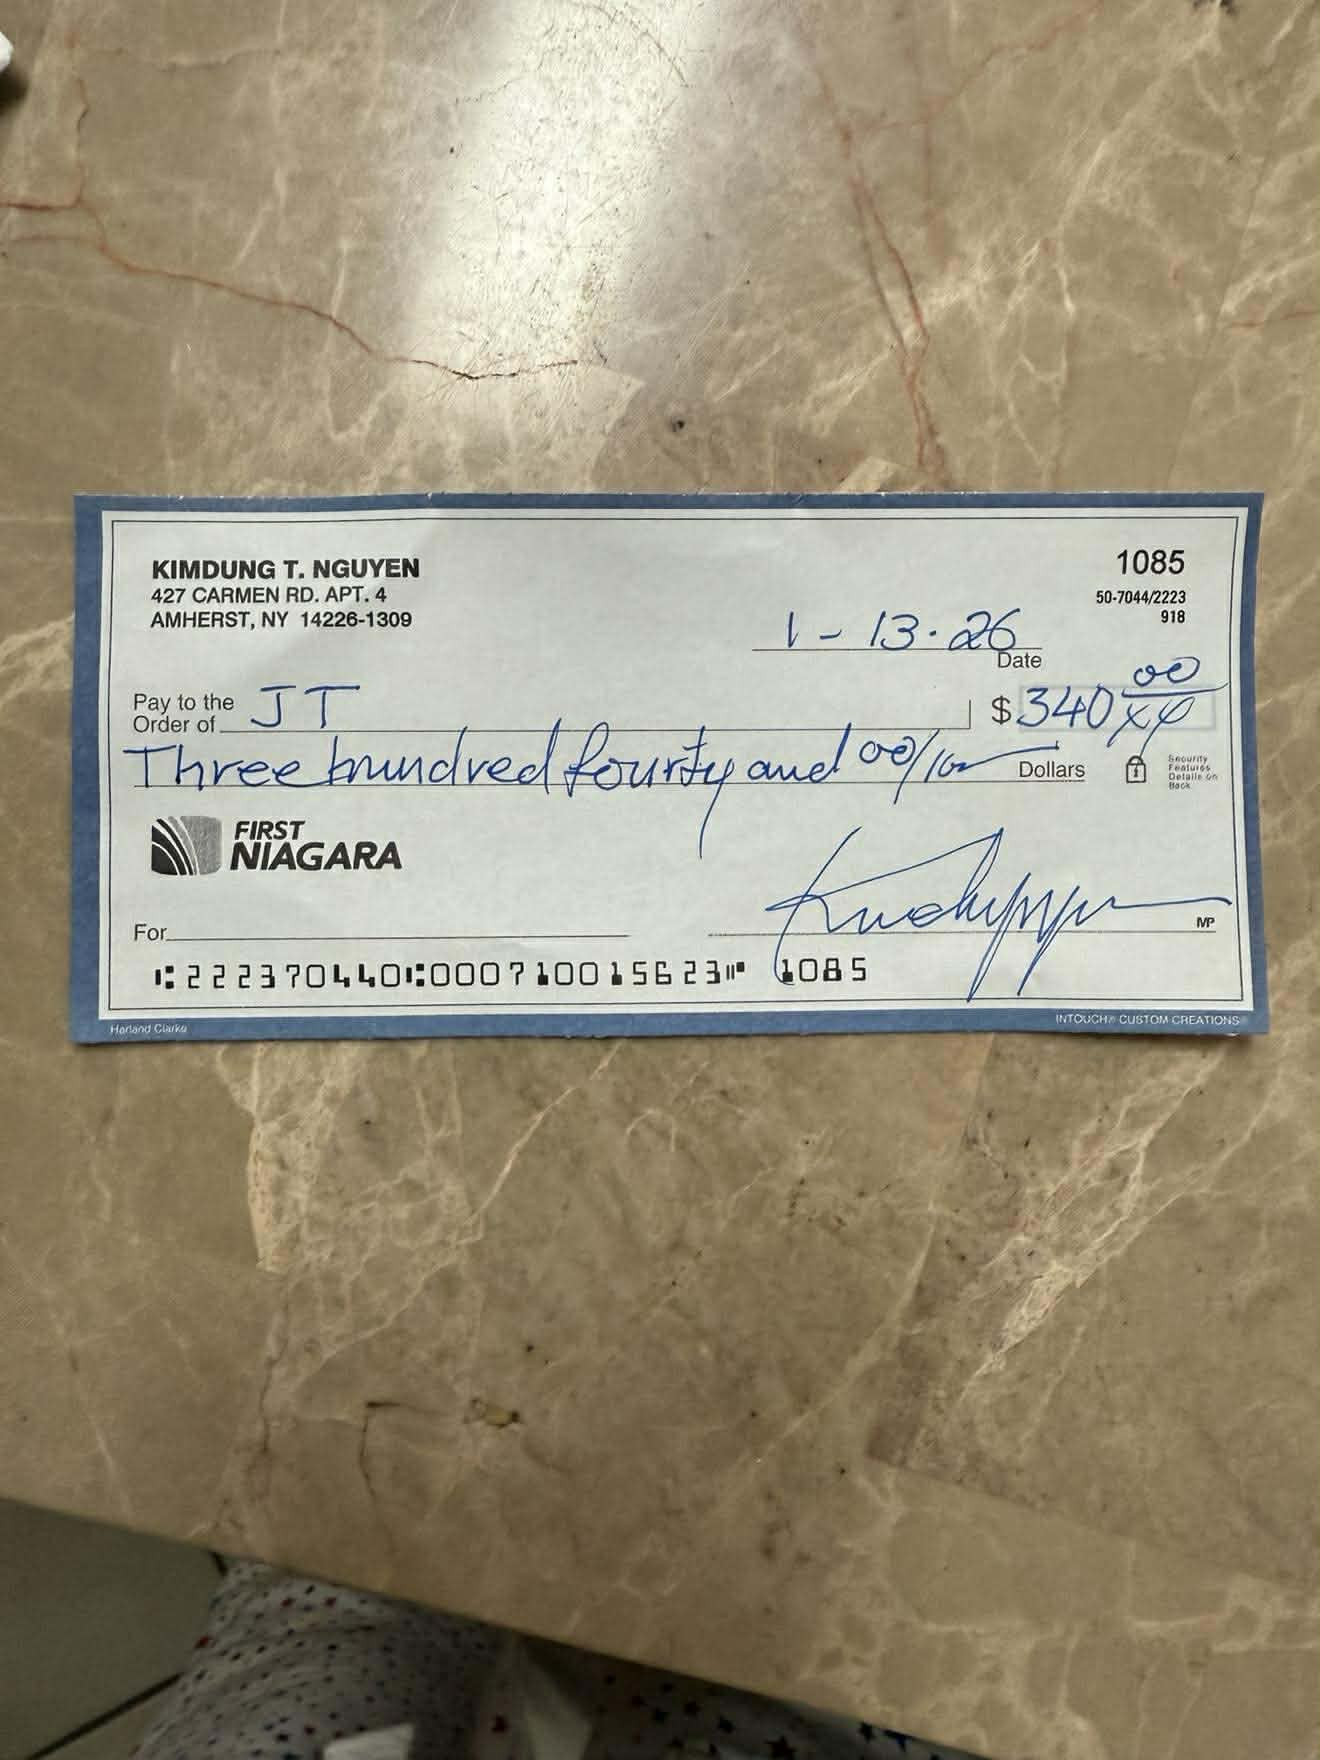 KIMDUNG T. NGUYEN
427 CARMEN RD. APT. 4
AMHERST, NY 14226-1309
1085
50-7044/2223
918
1-13-26
Date
Pay to the
Order of JT
$340 00/xx
Three hundred fourty and 00/100 Dollars
Security
Features
Details on
Back
FIRST
NIAGARA
For
MP
⑆222370440⑆000710015623⑈ 1085
Harland Clarke
INTOUCH® CUSTOM CREATIONS®